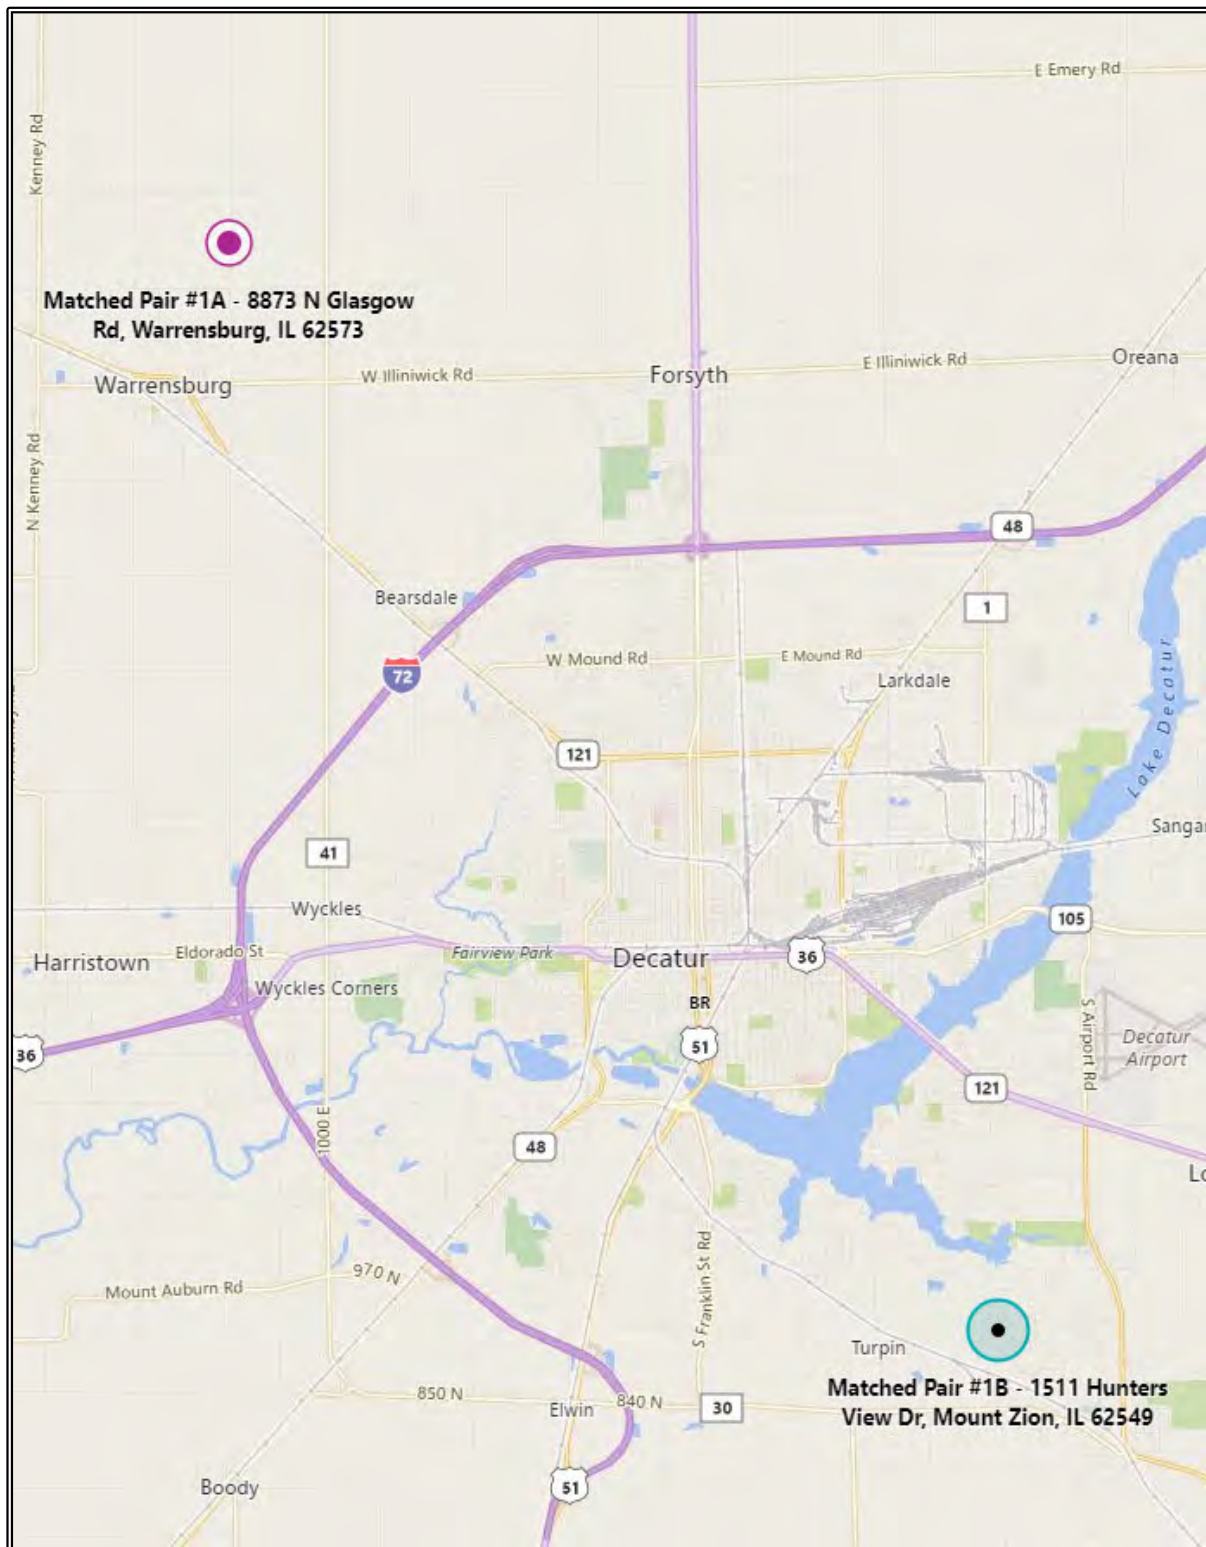 E Emery Rd
Kenney Rd
Matched Pair #1A - 8873 N Glasgow
Rd, Warrensburg, IL 62573
Warrensburg
W Illiniwick Rd
Forsyth
E Illiniwick Rd
Oreana
N Kenney Rd
48
Bearsdale
1
W Mound Rd
E Mound Rd
72
Larkdale
Lake Decatur
121
41
Wyckles
105
Harristown
Eldorado St
Fairview Park
Decatur
36
Wyckles Corners
BR
51
36
S Airport Rd
Decatur
Airport
121
1000 E
48
970 N
Mount Auburn Rd
S Franklin St Rd
Turpin
Matched Pair #1B - 1511 Hunters
View Dr, Mount Zion, IL 62549
850 N
Elwin
840 N
30
Boody
51